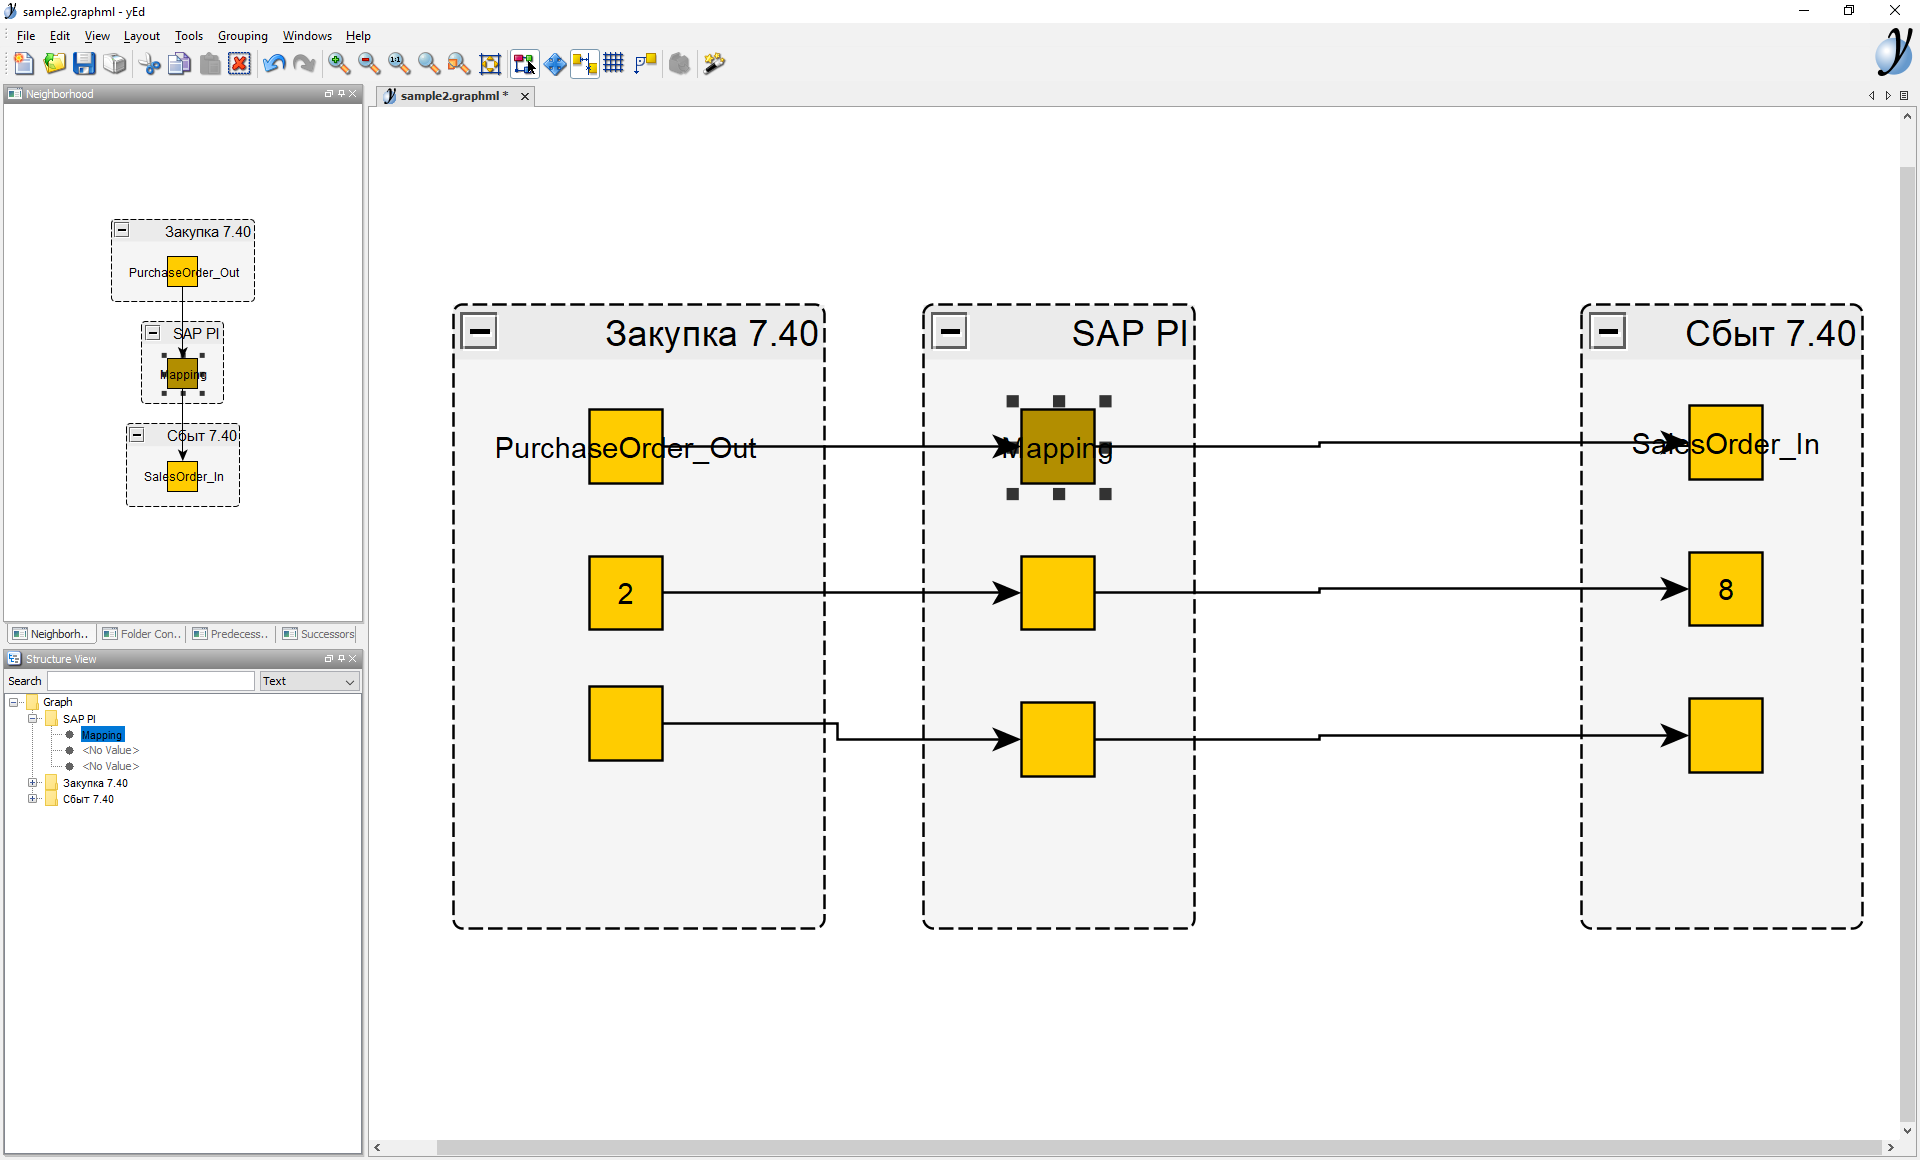 sample2.graphml - yEd
File Edit View Layout Tools Grouping Windows Help
Neighborhood
sample2.graphml *
Закупка 7.40
PurchaseOrder_Out
SAP PI
Mapping
Сбыт 7.40
SalesOrder_In
Neighborh.. Folder Con.. Predecess.. Successors
Structure View
Search Text
Graph
SAP PI
Mapping
<No Value>
<No Value>
Закупка 7.40
Сбыт 7.40
Закупка 7.40 SAP PI Сбыт 7.40
PurchaseOrder_Out Mapping SalesOrder_In
2 8